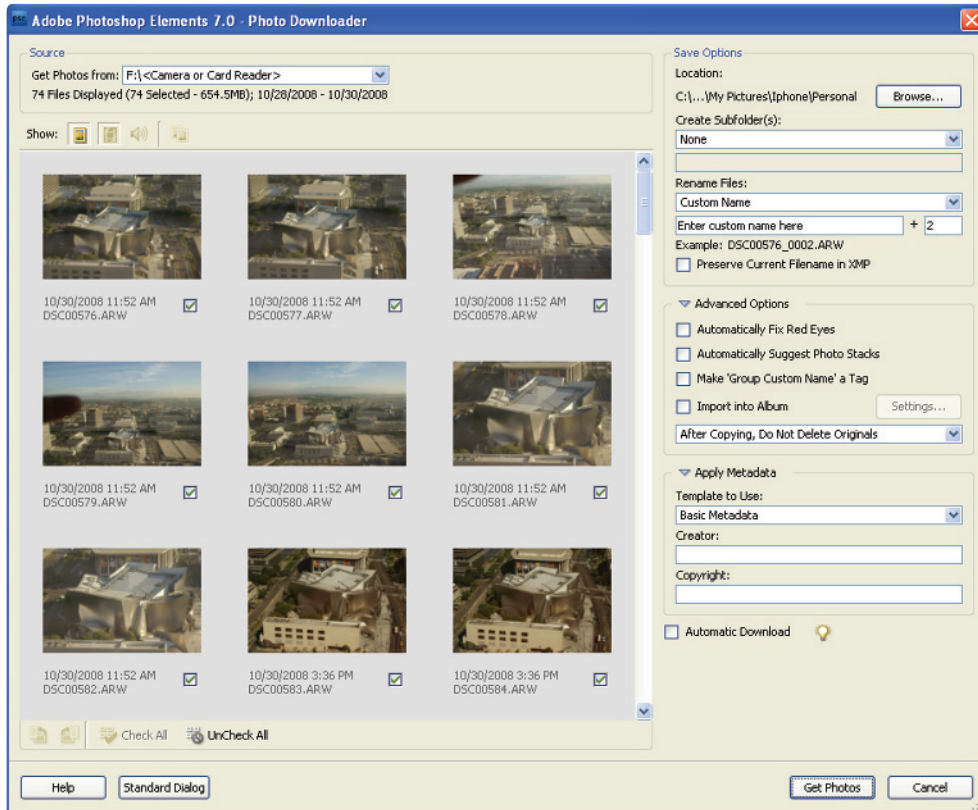 Adobe Photoshop Elements 7.0 - Photo Downloader
Source
Get Photos from: F:\<Camera or Card Reader>
74 Files Displayed (74 Selected - 654.5MB); 10/28/2008 - 10/30/2008
Show:
10/30/2008 11:52 AM
DSC00576.ARW
10/30/2008 11:52 AM
DSC00577.ARW
10/30/2008 11:52 AM
DSC00578.ARW
10/30/2008 11:52 AM
DSC00579.ARW
10/30/2008 11:52 AM
DSC00580.ARW
10/30/2008 11:52 AM
DSC00581.ARW
10/30/2008 11:52 AM
DSC00582.ARW
10/30/2008 3:36 PM
DSC00583.ARW
10/30/2008 3:36 PM
DSC00584.ARW
Check All
UnCheck All
Save Options
Location:
C:\...\My Pictures\Iphone\Personal
Browse...
Create Subfolder(s):
None
Rename Files:
Custom Name
Enter custom name here + 2
Example: DSC00576_0002.ARW
Preserve Current Filename in XMP
Advanced Options
Automatically Fix Red Eyes
Automatically Suggest Photo Stacks
Make 'Group Custom Name' a Tag
Import into Album
Settings...
After Copying, Do Not Delete Originals
Apply Metadata
Template to Use:
Basic Metadata
Creator:
Copyright:
Automatic Download
Help
Standard Dialog
Get Photos
Cancel